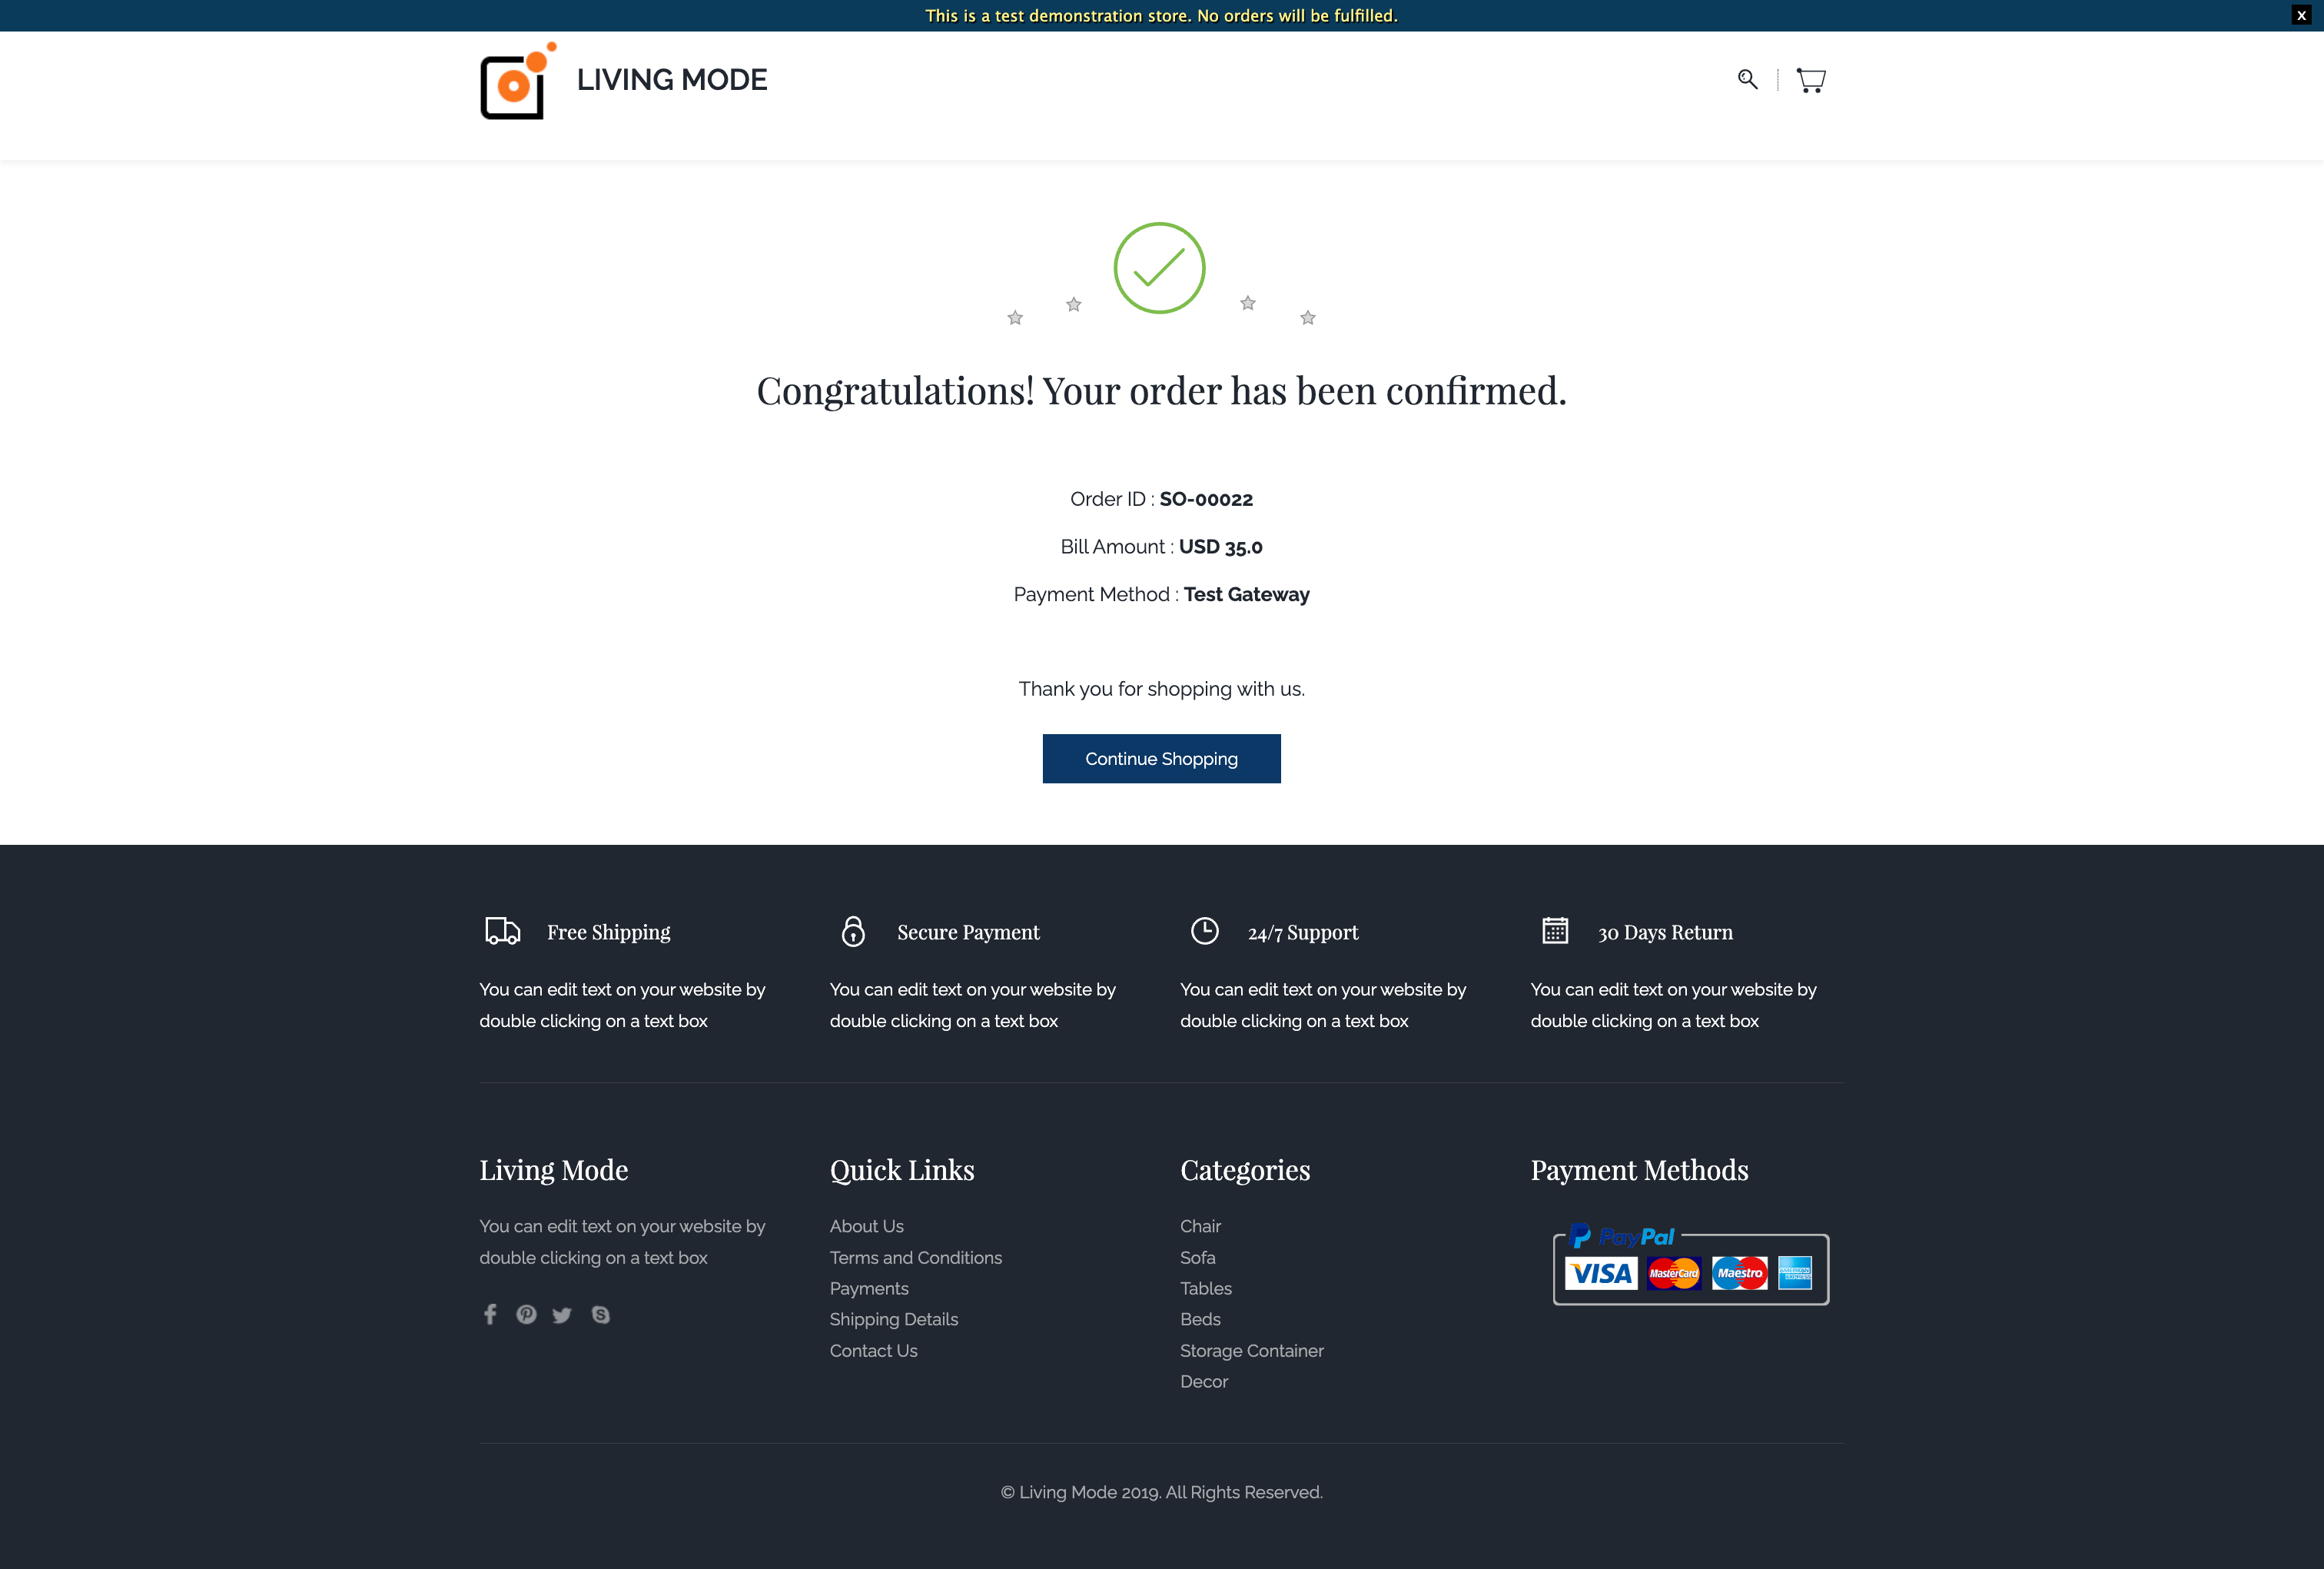 This is a test demonstration store. No orders will be fulfilled.
X
LIVING MODE
Congratulations! Your order has been confirmed.
Order ID : SO-00022
Bill Amount : USD 35.0
Payment Method : Test Gateway
Thank you for shopping with us.
Continue Shopping
Free Shipping
You can edit text on your website by
double clicking on a text box
Secure Payment
You can edit text on your website by
double clicking on a text box
24/7 Support
You can edit text on your website by
double clicking on a text box
30 Days Return
You can edit text on your website by
double clicking on a text box
Living Mode
You can edit text on your website by
double clicking on a text box
Quick Links
About Us
Terms and Conditions
Payments
Shipping Details
Contact Us
Categories
Chair
Sofa
Tables
Beds
Storage Container
Decor
Payment Methods
PayPal
VISA MasterCard Maestro AMERICAN EXPRESS
© Living Mode 2019. All Rights Reserved.